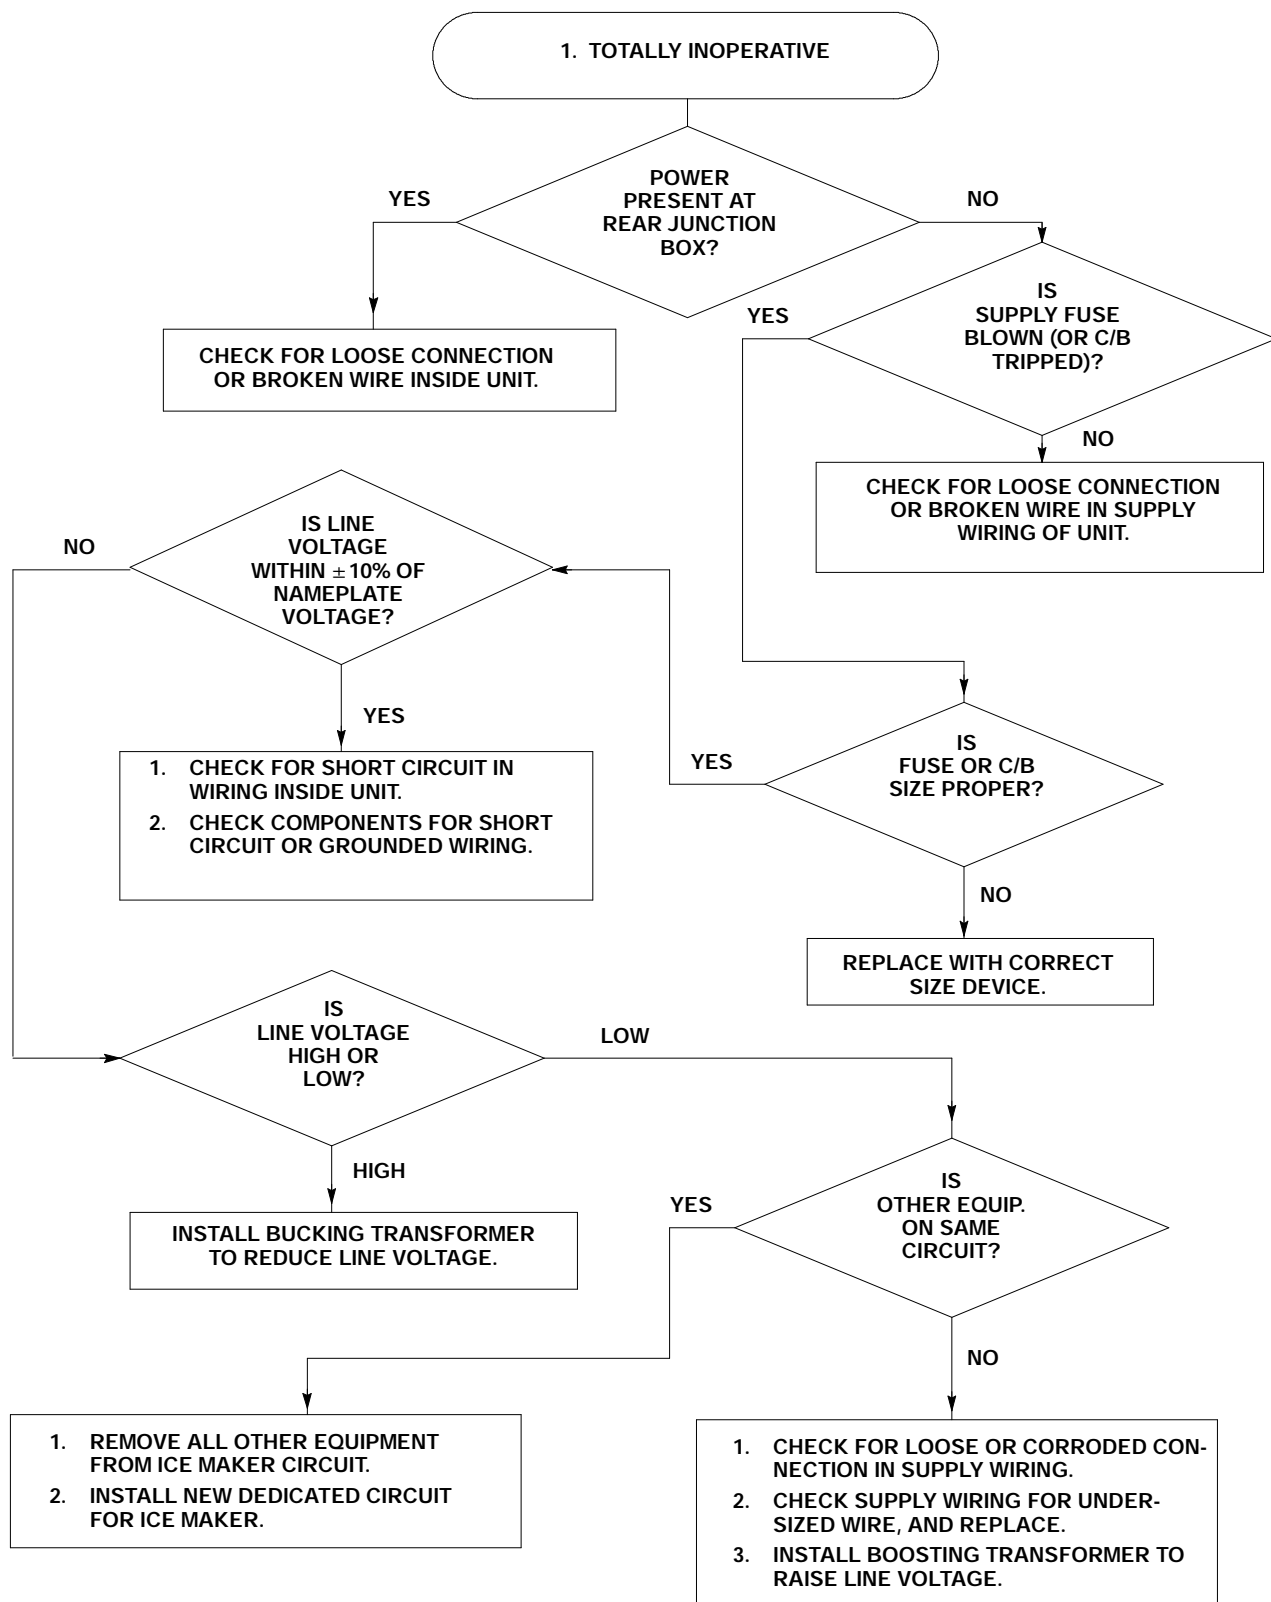 1. TOTALLY INOPERATIVE
POWER
PRESENT AT
REAR JUNCTION
BOX?
YES
NO
CHECK FOR LOOSE CONNECTION
OR BROKEN WIRE INSIDE UNIT.
IS
SUPPLY FUSE
BLOWN (OR C/B
TRIPPED)?
YES
NO
CHECK FOR LOOSE CONNECTION
OR BROKEN WIRE IN SUPPLY
WIRING OF UNIT.
IS LINE
VOLTAGE
WITHIN ±10% OF
NAMEPLATE
VOLTAGE?
NO
YES
1. CHECK FOR SHORT CIRCUIT IN
WIRING INSIDE UNIT.
2. CHECK COMPONENTS FOR SHORT
CIRCUIT OR GROUNDED WIRING.
IS
FUSE OR C/B
SIZE PROPER?
YES
NO
REPLACE WITH CORRECT
SIZE DEVICE.
IS
LINE VOLTAGE
HIGH OR
LOW?
LOW
HIGH
INSTALL BUCKING TRANSFORMER
TO REDUCE LINE VOLTAGE.
IS
OTHER EQUIP.
ON SAME
CIRCUIT?
YES
NO
1. REMOVE ALL OTHER EQUIPMENT
FROM ICE MAKER CIRCUIT.
2. INSTALL NEW DEDICATED CIRCUIT
FOR ICE MAKER.
1. CHECK FOR LOOSE OR CORRODED CON-
NECTION IN SUPPLY WIRING.
2. CHECK SUPPLY WIRING FOR UNDER-
SIZED WIRE, AND REPLACE.
3. INSTALL BOOSTING TRANSFORMER TO
RAISE LINE VOLTAGE.